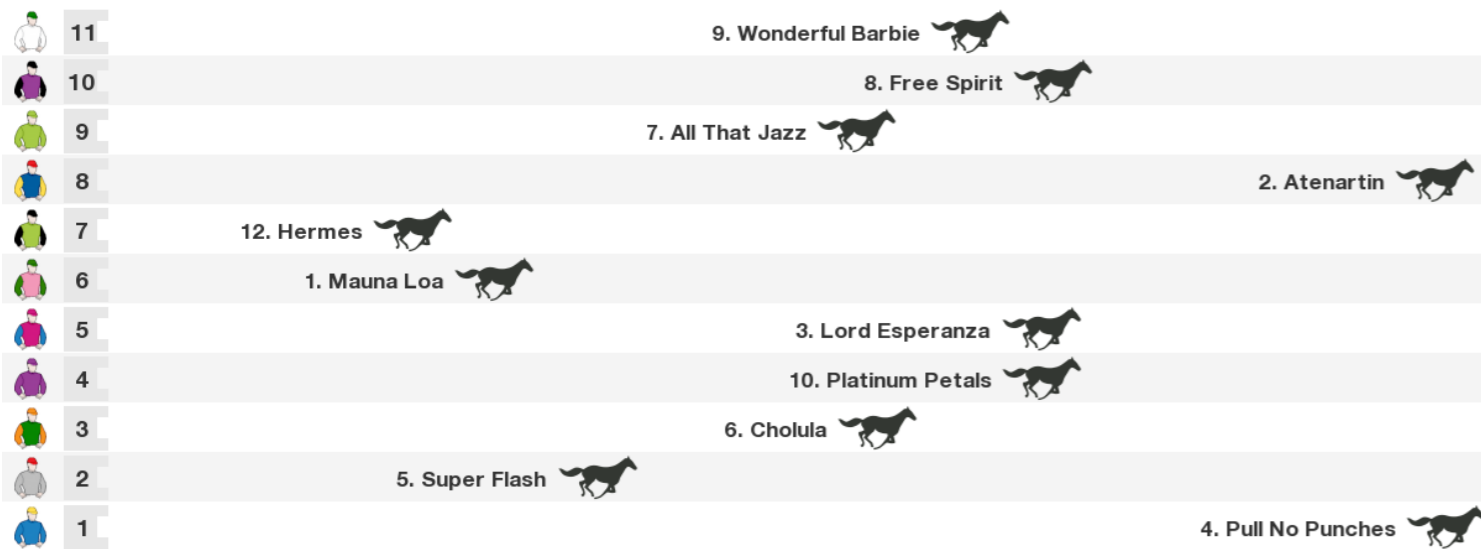 11 9. Wonderful Barbie
10 8. Free Spirit
9 7. All That Jazz
8 2. Atenartin
7 12. Hermes
6 1. Mauna Loa
5 3. Lord Esperanza
4 10. Platinum Petals
3 6. Cholula
2 5. Super Flash
1 4. Pull No Punches